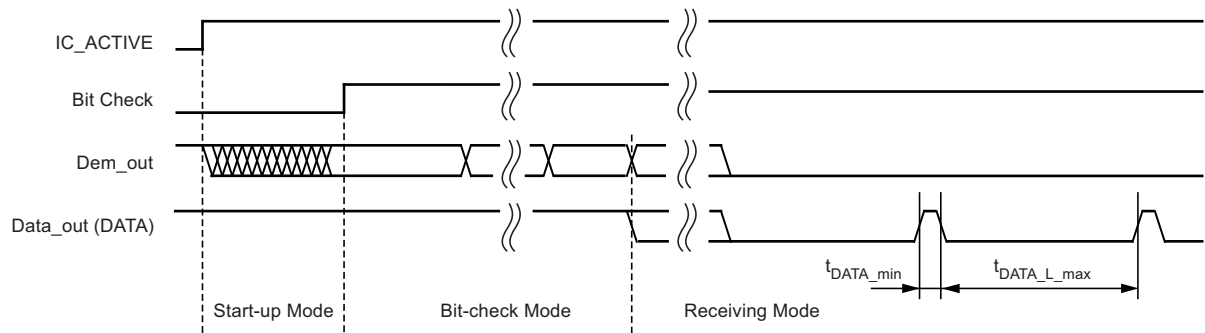 IC_ACTIVE
Bit Check
Dem_out
Data_out (DATA)
tDATA_min
tDATA_L_max
Start-up Mode
Bit-check Mode
Receiving Mode